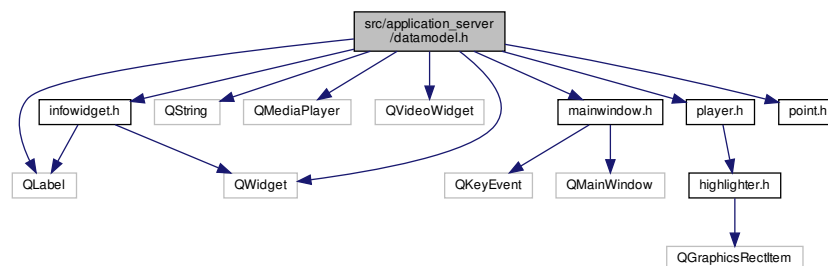 src/application_server
/datamodel.h
infowidget.h
QString
QMediaPlayer
QVideoWidget
mainwindow.h
player.h
point.h
QLabel
QWidget
QKeyEvent
QMainWindow
highlighter.h
QGraphicsRectItem